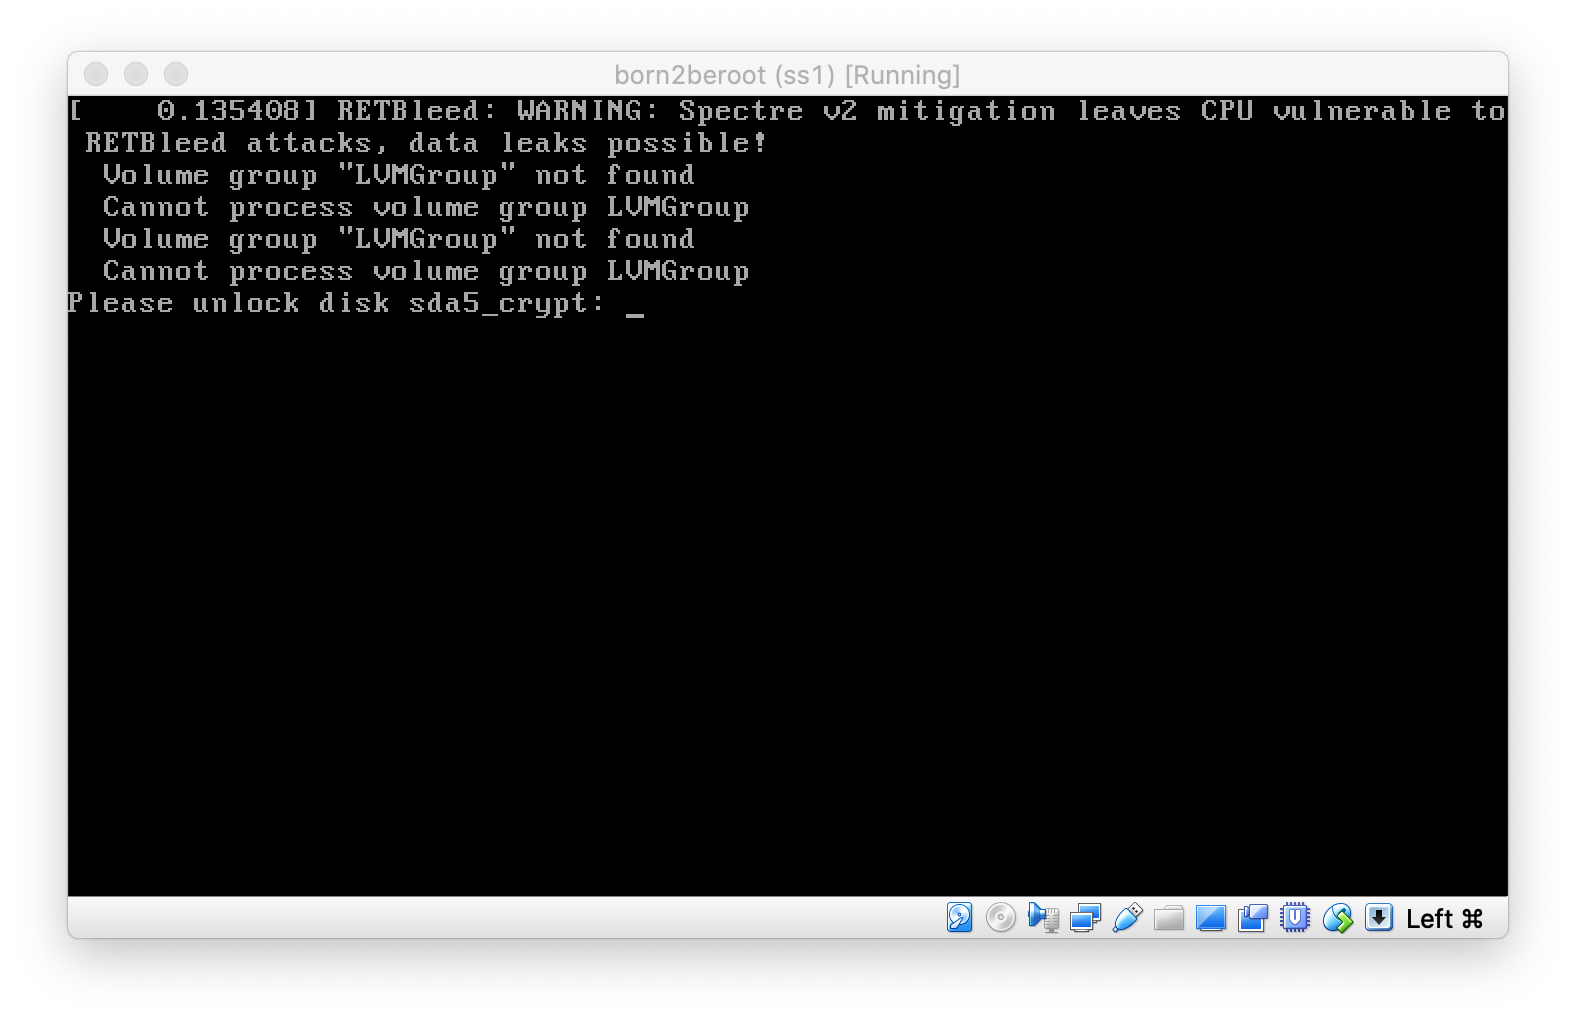 born2beroot (ss1) [Running]
[    0.135408] RETBleed: WARNING: Spectre v2 mitigation leaves CPU vulnerable to
 RETBleed attacks, data leaks possible!
  Volume group "LVMGroup" not found
  Cannot process volume group LVMGroup
  Volume group "LVMGroup" not found
  Cannot process volume group LVMGroup
Please unlock disk sda5_crypt: _
Left ⌘